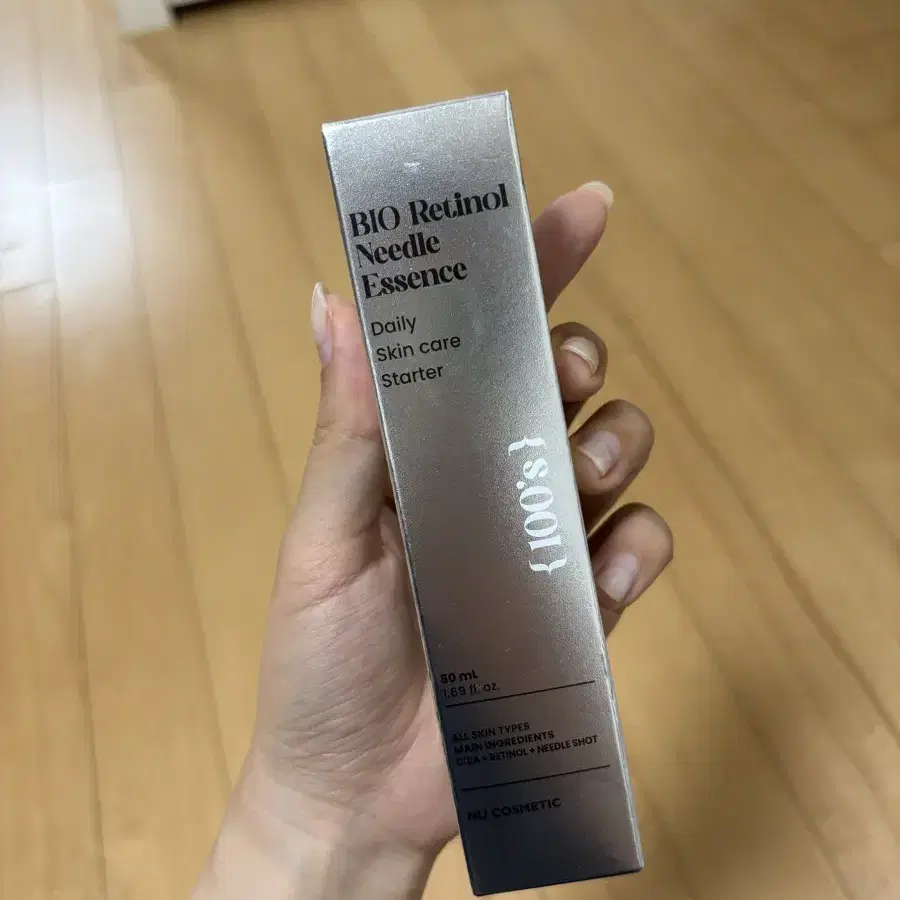 BIO Retinol
Needle
Essence
Daily
Skin care
Starter
{100's}
50 mL
1.69 fl. oz.
ALL SKIN TYPES
MAIN INGREDIENTS
CICA + RETINOL + NEEDLE SHOT
NU COSMETIC